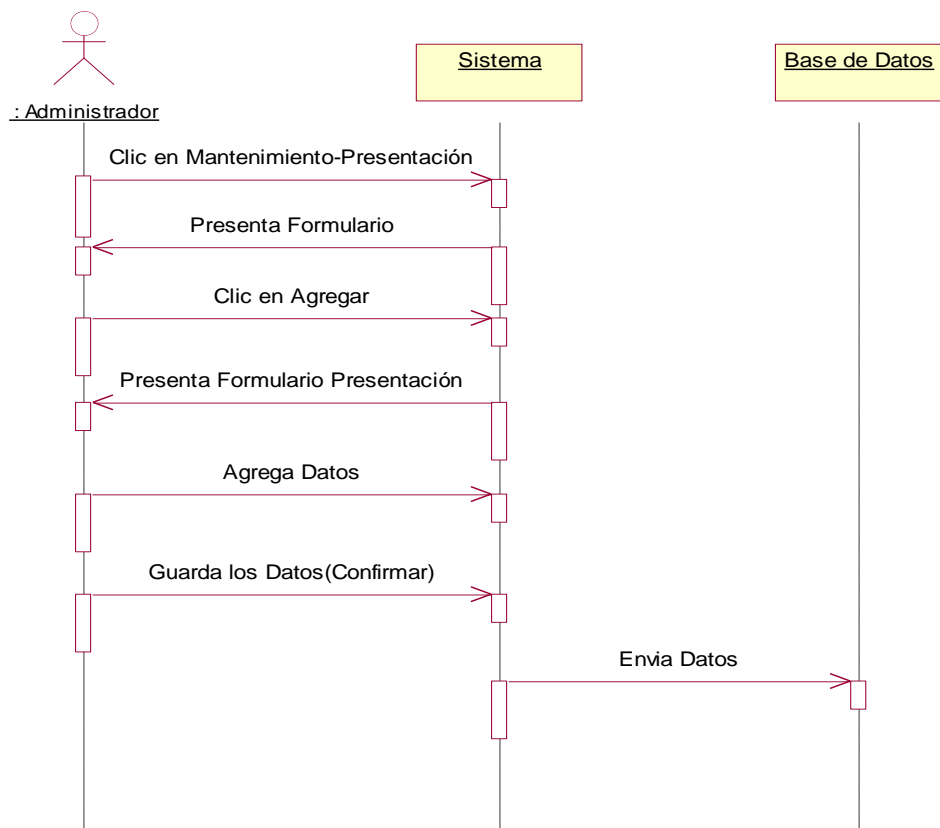 Sistema
Base de Datos
: Administrador
Clic en Mantenimiento-Presentación
Presenta Formulario
Clic en Agregar
Presenta Formulario Presentación
Agrega Datos
Guarda los Datos(Confirmar)
Envia Datos